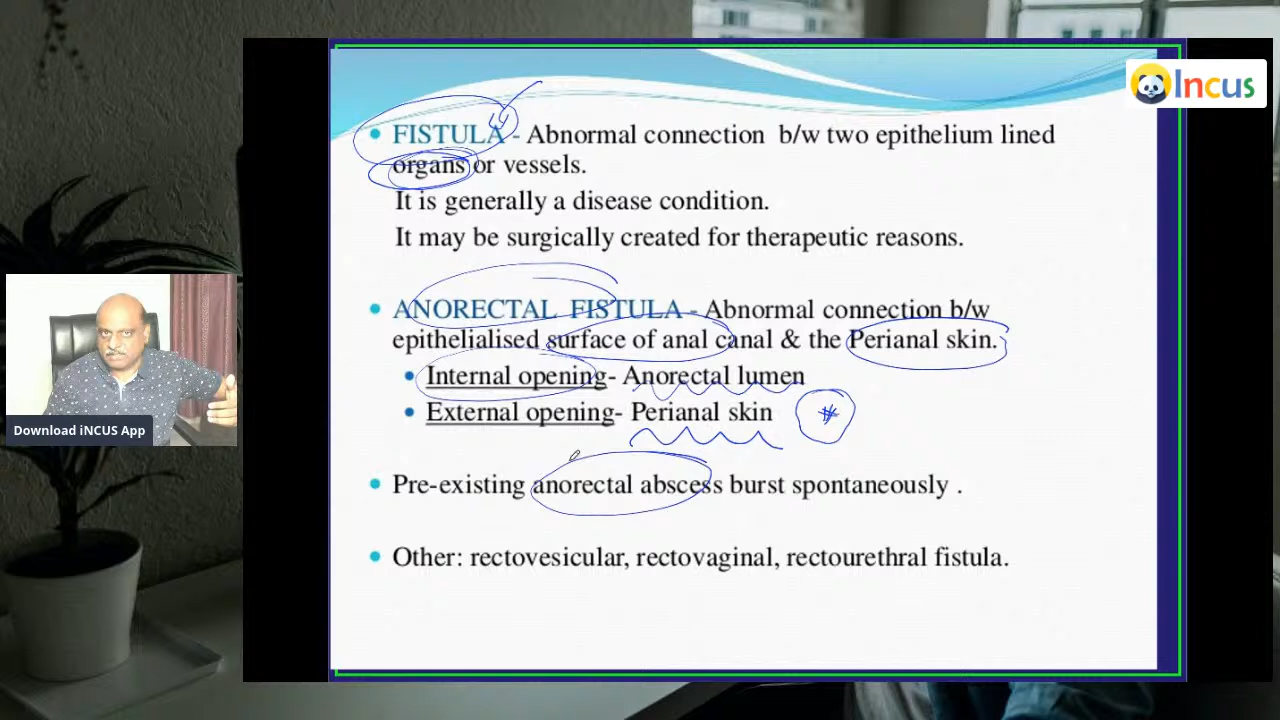 Incus
FISTULA - Abnormal connection b/w two epithelium lined
organs or vessels.
It is generally a disease condition.
It may be surgically created for therapeutic reasons.
ANORECTAL FISTULA - Abnormal connection b/w
epithelialised surface of anal canal & the Perianal skin.
Internal opening- Anorectal lumen
External opening- Perianal skin
Download iNCUS App
Pre-existing anorectal abscess burst spontaneously .
Other: rectovesicular, rectovaginal, rectourethral fistula.